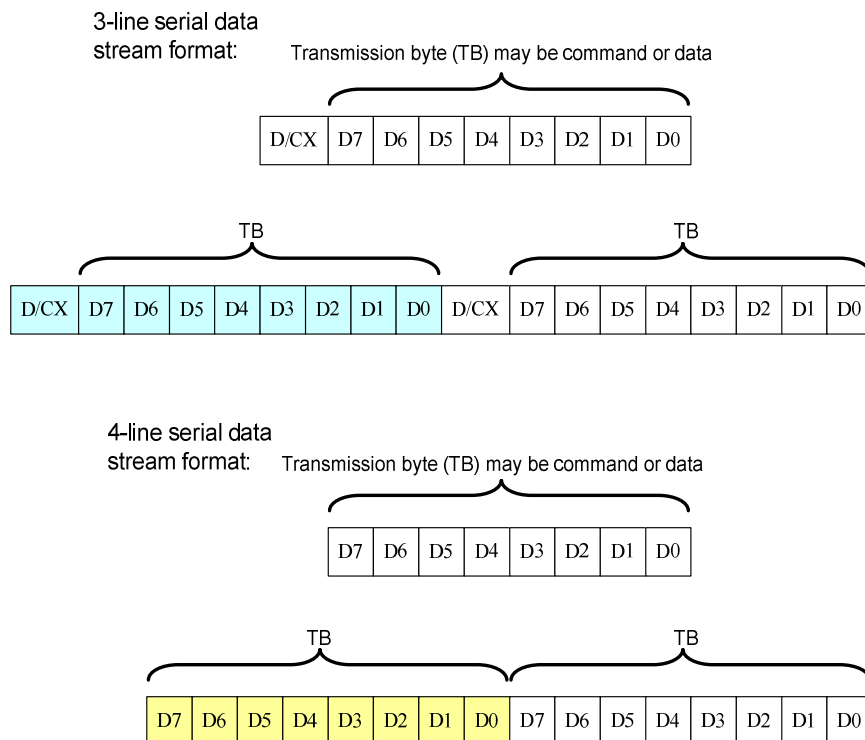 3-line serial data
stream format:
Transmission byte (TB) may be command or data
D/CX D7 D6 D5 D4 D3 D2 D1 D0
TB TB
D/CX D7 D6 D5 D4 D3 D2 D1 D0 D/CX D7 D6 D5 D4 D3 D2 D1 D0
4-line serial data
stream format:
Transmission byte (TB) may be command or data
D7 D6 D5 D4 D3 D2 D1 D0
TB TB
D7 D6 D5 D4 D3 D2 D1 D0 D7 D6 D5 D4 D3 D2 D1 D0